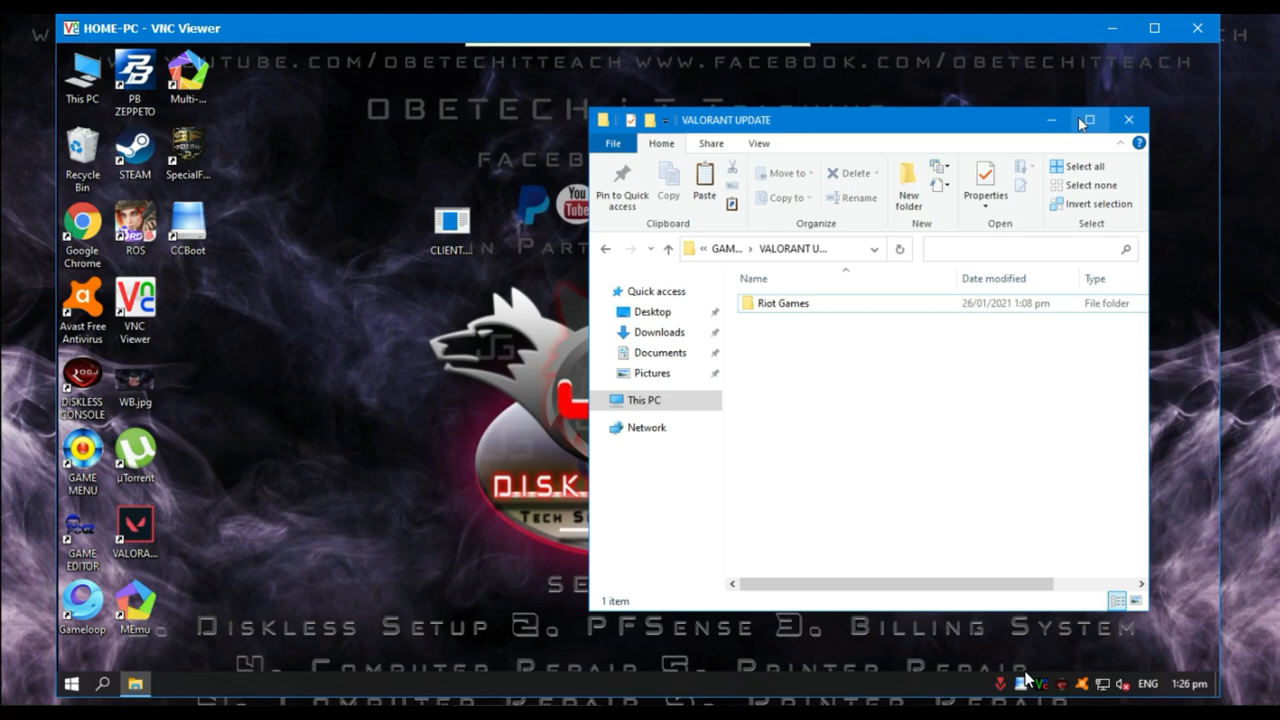 HOME-PC - VNC Viewer
This PC
PB
ZEPPETO
Multi-...
Recycle
Bin
STEAM
SpecialF...
Google
Chrome
ROS
CCBoot
Avast Free
Antivirus
VNC
Viewer
DISKLESS
CONSOLE
WB.jpg
GAME
MENU
µTorrent
GAME
EDITOR
VALORA...
Gameloop
MEmu
CLIENT....
WWW.FACEBOOK.COM/OBETECHITTEACH
OBETECH
VALORANT UPDATE
File
Home
Share
View
Pin to Quick
access
Copy
Paste
Clipboard
Move to
Copy to
Delete
Rename
Organize
New
folder
New
Properties
Open
Select all
Select none
Invert selection
Select
« GAM... › VALORANT U...
Name
Date modified
Type
Riot Games
26/01/2021 1:08 pm
File folder
Quick access
Desktop
Downloads
Documents
Pictures
This PC
Network
1 item
Diskless Setup 2. PFSense 3. Billing System
4. Computer Repair 5. Printer Repair
ENG
1:26 pm